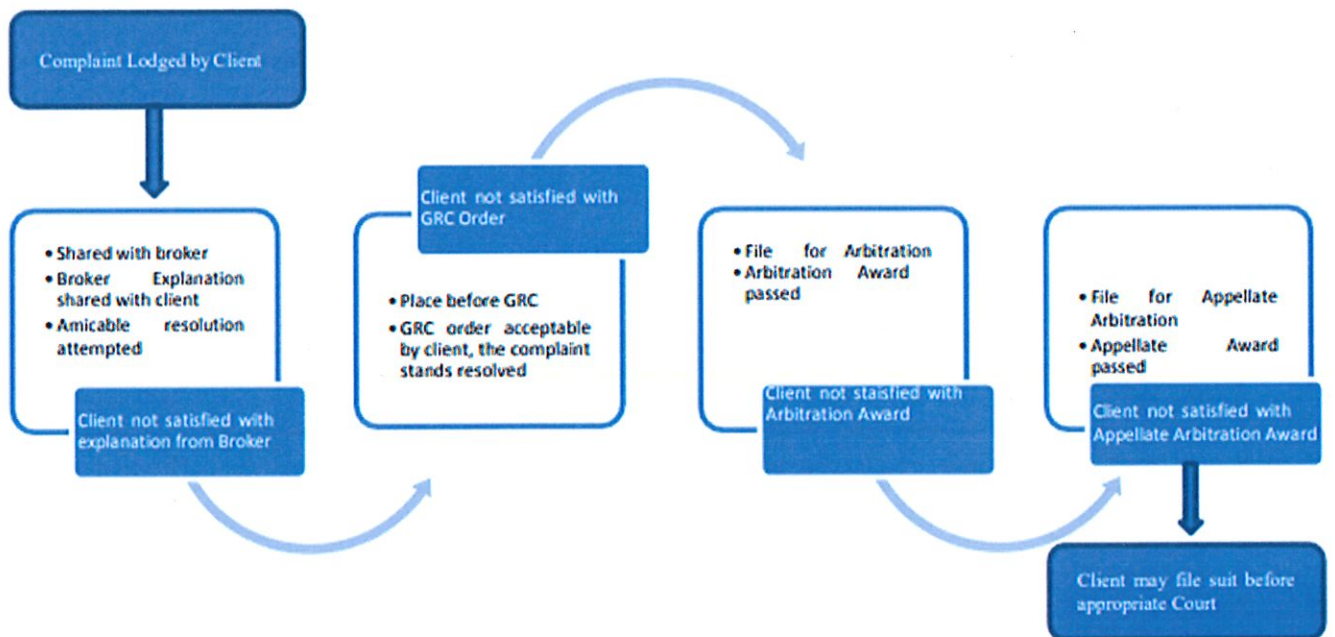 Complaint Lodged by Client
• Shared with broker
• Broker Explanation
shared with client
• Amicable resolution
attempted
Client not satisfied with
explanation from Broker
Client not satisfied with
GRC Order
• Place before GRC
• GRC order acceptable
by client, the complaint
stands resolved
• File for Arbitration
• Arbitration Award
passed
Client not staisfied with
Arbitration Award
• File for Appellate
Arbitration
• Appellate Award
passed
Client not satisfied with
Appellate Arbitration Award
Client may file suit before
appropriate Court